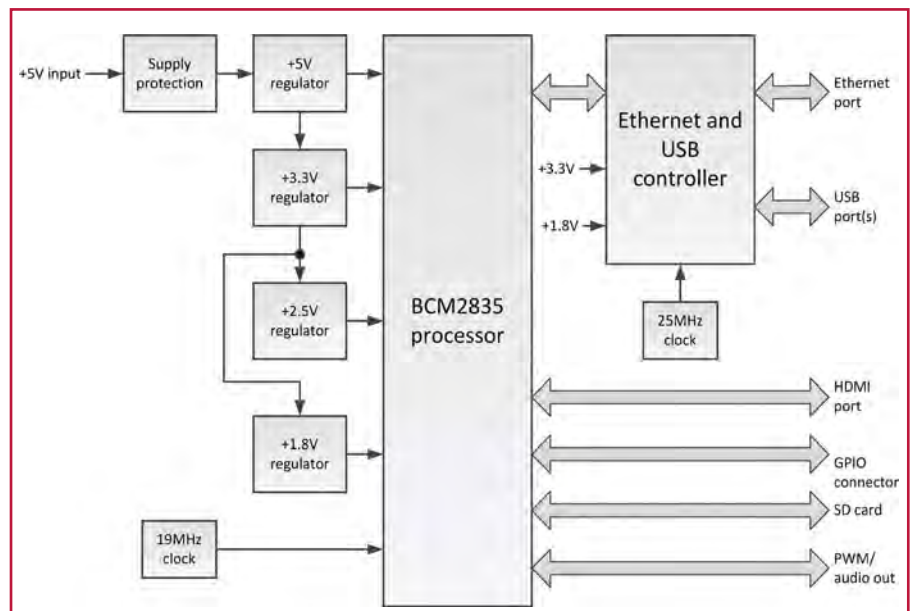 +5V input
Supply
protection
+5V
regulator
+3.3V
regulator
+2.5V
regulator
+1.8V
regulator
19MHz
clock
BCM2835
processor
+3.3V
+1.8V
Ethernet and
USB
controller
25MHz
clock
Ethernet
port
USB
port(s)
HDMI
port
GPIO
connector
SD card
PWM/
audio out